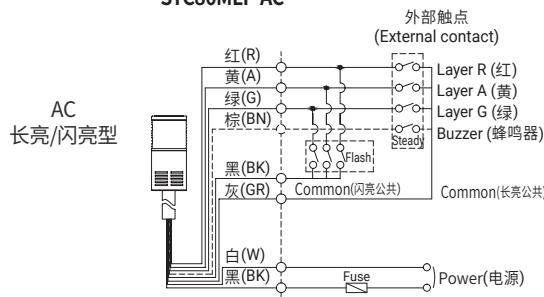 外部触点
(External contact)
红(R)
Layer R (红)
黄(A)
Layer A (黄)
绿(G)
Layer G (绿)
棕(BN)
Buzzer (蜂鸣器)
Steady
AC
长亮/闪亮型
Flash
黑(BK)
Common(闪亮公共)
灰(GR)
Common(长亮公共)
白(W)
黑(BK)
Fuse
Power(电源)